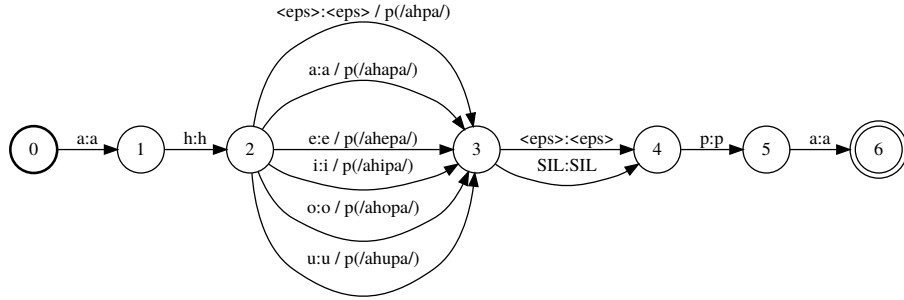 <eps>:<eps> / p(/ahpa/)
a:a / p(/ahapa/)
0 a:a 1 h:h 2 e:e / p(/ahepa/) 3 <eps>:<eps> 4 p:p 5 a:a 6
i:i / p(/ahipa/) SIL:SIL
o:o / p(/ahopa/)
u:u / p(/ahupa/)